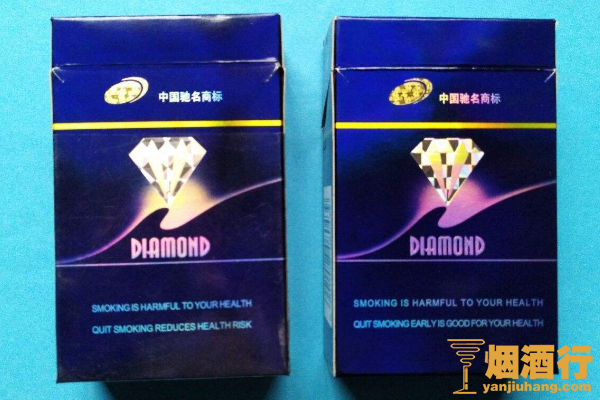 中国驰名商标
DIAMOND
SMOKING IS HARMFUL TO YOUR HEALTH
QUIT SMOKING REDUCES HEALTH RISK
中国驰名商标
DIAMOND
SMOKING IS HARMFUL TO YOUR HEALTH
QUIT SMOKING EARLY IS GOOD FOR YOUR HEALTH
烟酒行
yanjiuhang.com